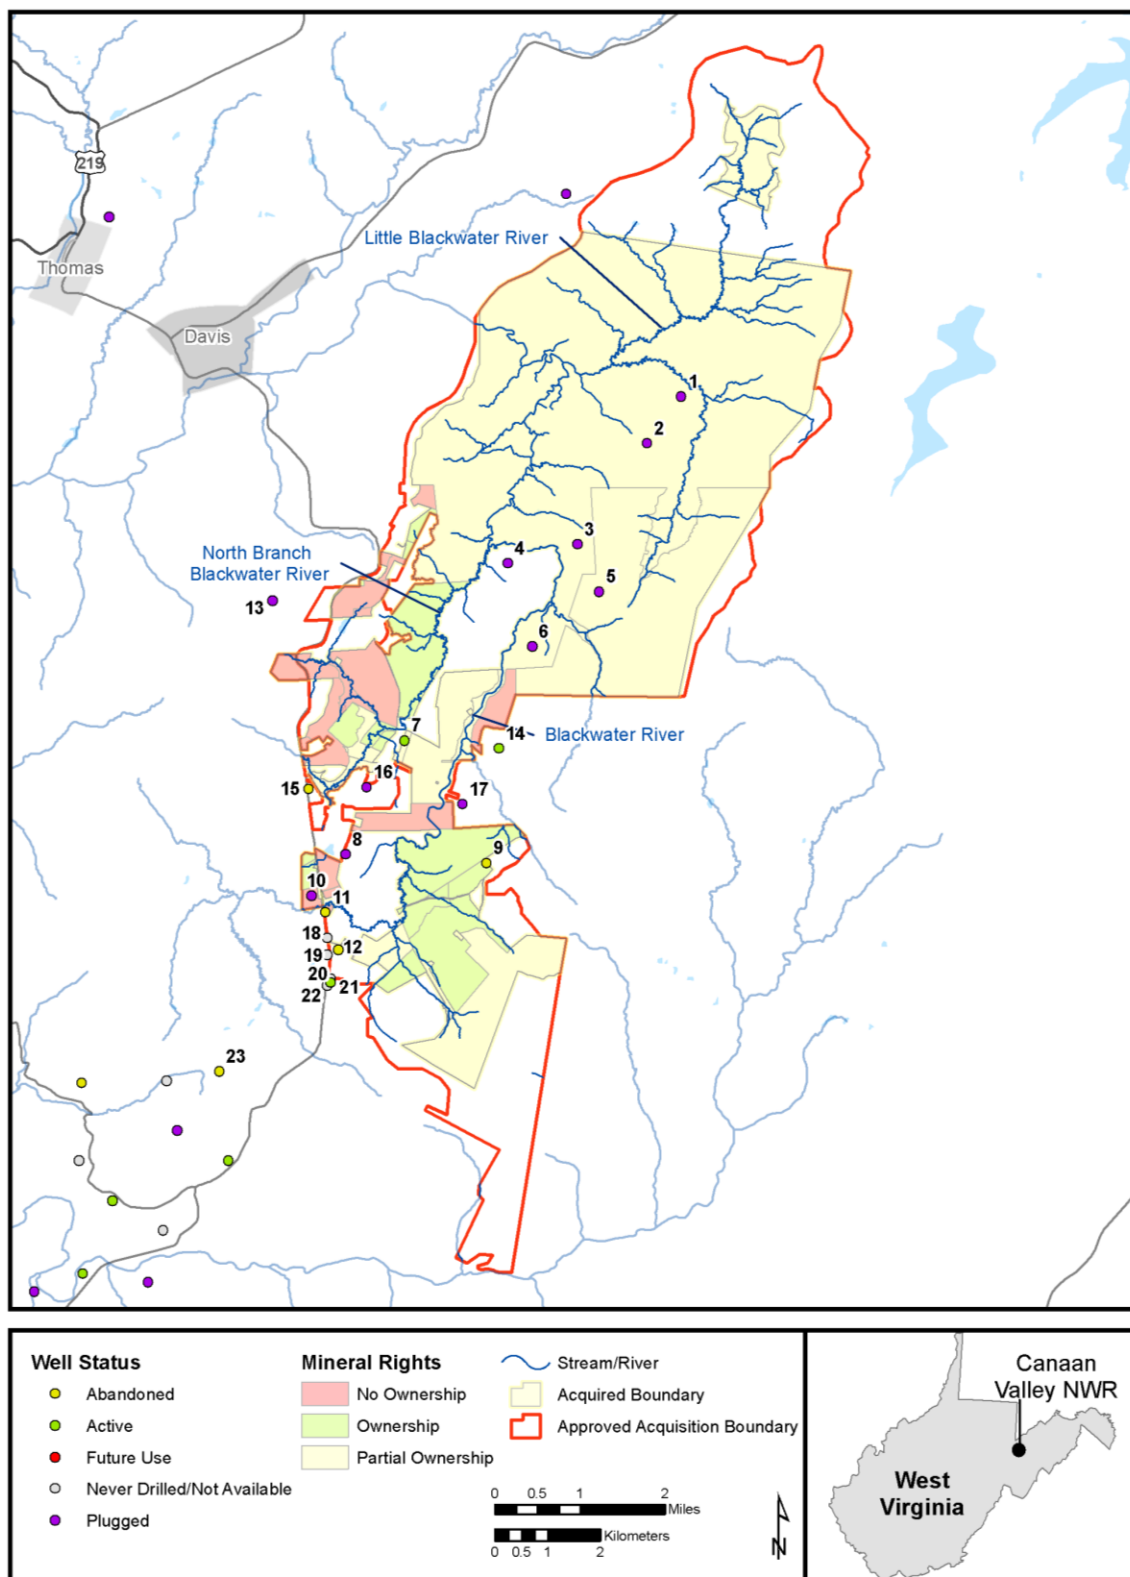 219
Thomas
Davis
Little Blackwater River
1
2
3
4
5
North Branch
Blackwater River
13
6
7
14
Blackwater River
15
16
17
8
9
10
11
12
18
19
20
21
22
23
Well Status
Abandoned
Active
Future Use
Never Drilled/Not Available
Plugged
Mineral Rights
No Ownership
Ownership
Partial Ownership
Stream/River
Acquired Boundary
Approved Acquisition Boundary
0 0.5 1 2
Miles
Kilometers
0 0.5 1 2
N
Canaan
Valley NWR
West
Virginia